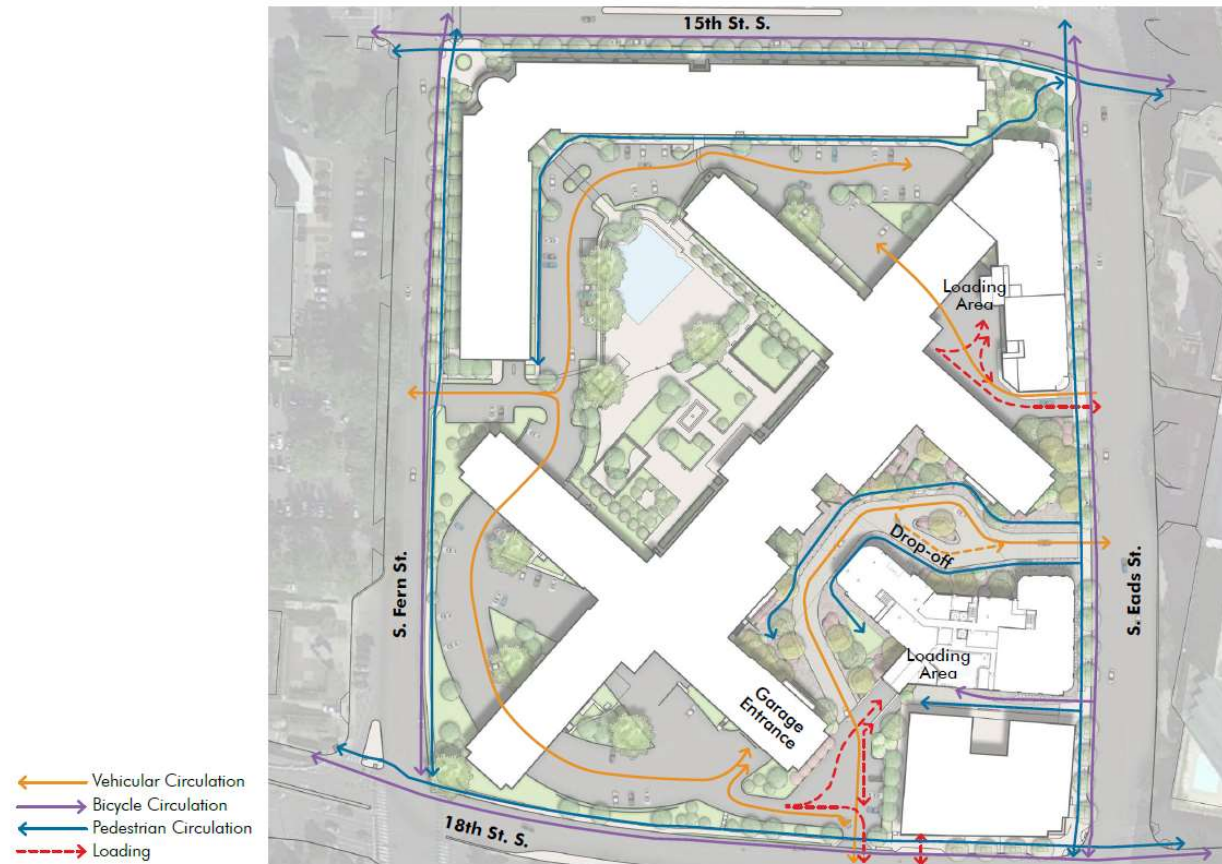 15th St. S.
Loading
Area
S. Fern St.
Drop-off
S. Eads St.
Loading
Area
Garage
Entrance
Vehicular Circulation
Bicycle Circulation
Pedestrian Circulation
Loading
18th St. S.